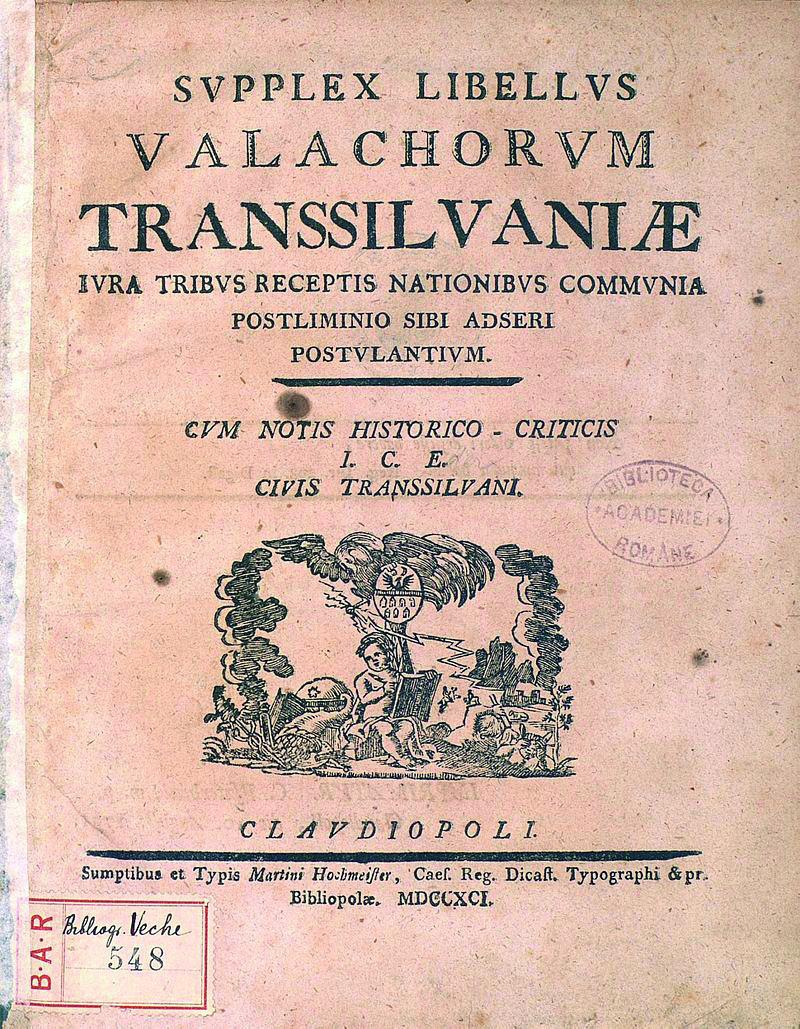 SVPPLEX LIBELLVS
VALACHORVM
TRANSSILVANIÆ
IVRA TRIBVS RECEPTIS NATIONIBVS COMMVNIA
POSTLIMINIO SIBI ADSERI
POSTVLANTIVM.
CVM NOTIS HISTORICO - CRITICIS
I. C. E.
CIVIS TRANSSILVANI.
BIBLIOTECA
ACADEMIEI
ROMÂNE
CLAVDIOPOLI.
Sumptibus et Typis Martini Hochmeiſter, Caeſ. Reg. Dicaſt. Typographi & pr.
Bibliopolæ. MDCCXCI.
B·A·R
Bibliogr. Veche
548